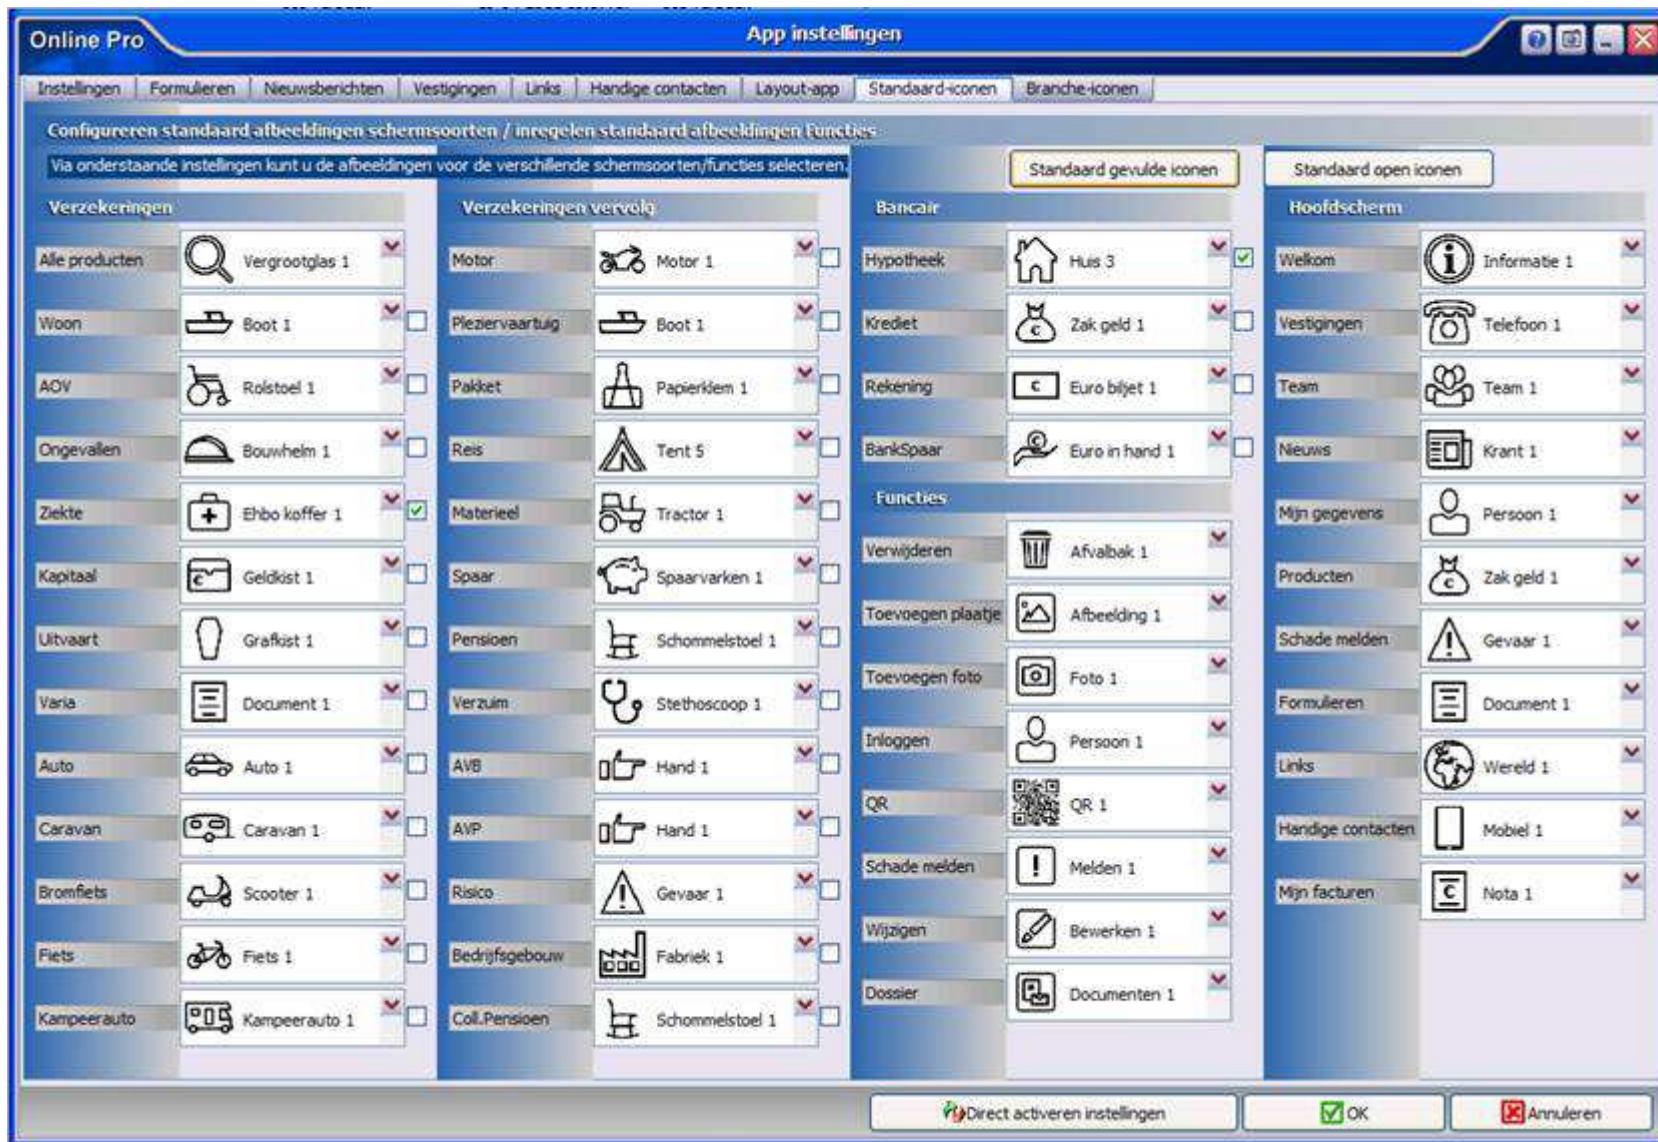 Online Pro
App instellingen
Instellingen
Formulieren
Nieuwsberichten
Vestigingen
Links
Handige contacten
Layout-app
Standaard-iconen
Branche-iconen
Configureren standaard afbeeldingen schermsoorten / inregelen standaard afbeeldingen Functies
Via onderstaande instellingen kunt u de afbeeldingen voor de verschillende schermsoorten/functies selecteren.
Standaard gevulde iconen
Standaard open iconen
Verzekeringen
Alle producten
Vergrootglas 1
Woon
Boot 1
AOV
Rolstoel 1
Ongevallen
Bouwhelm 1
Ziekte
Ehbo koffer 1
Kapitaal
Geldkist 1
Uitvaart
Grafkist 1
Varia
Document 1
Auto
Auto 1
Caravan
Caravan 1
Bromfiets
Scooter 1
Fiets
Fiets 1
Kampeerauto
Kampeerauto 1
Verzekeringen vervolg
Motor
Motor 1
Pleziervaartuig
Boot 1
Pakket
Papierklem 1
Reis
Tent 5
Materieel
Tractor 1
Spaar
Spaarvarken 1
Pensioen
Schommelstoel 1
Verzuim
Stethoscoop 1
AVB
Hand 1
AVP
Hand 1
Risico
Gevaar 1
Bedrijfsgebouw
Fabriek 1
Coll.Pensioen
Schommelstoel 1
Bancair
Hypotheek
Huis 3
Krediet
Zak geld 1
Rekening
Euro biljet 1
BankSpaar
Euro in hand 1
Functies
Verwijderen
Afvalbak 1
Toevoegen plaatje
Afbeelding 1
Toevoegen foto
Foto 1
Inloggen
Persoon 1
QR
QR 1
Schade melden
Melden 1
Wijzigen
Bewerken 1
Dossier
Documenten 1
Hoofdscherm
Welkom
Informatie 1
Vestigingen
Telefoon 1
Team
Team 1
Nieuws
Krant 1
Mijn gegevens
Persoon 1
Producten
Zak geld 1
Schade melden
Gevaar 1
Formulieren
Document 1
Links
Wereld 1
Handige contacten
Mobiel 1
Mijn facturen
Nota 1
Direct activeren instellingen
OK
Annuleren